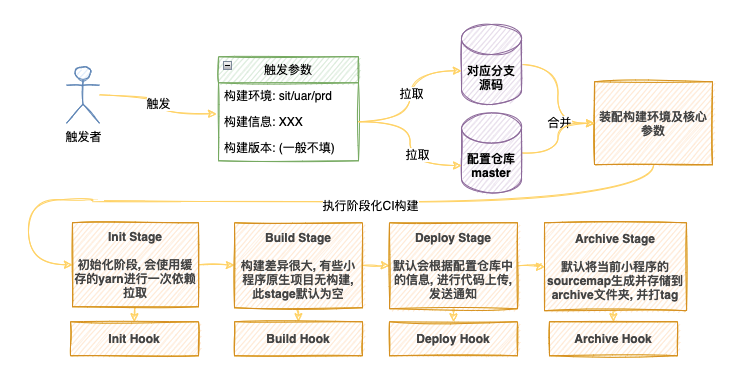 触发者
触发
触发参数
构建环境: sit/uar/prd
构建信息: XXX
构建版本: (一般不填)
拉取
拉取
对应分支
源码
配置仓库
master
合并
装配构建环境及核心
参数
执行阶段化CI构建
Init Stage
初始化阶段, 会使用缓
存的yarn进行一次依赖
拉取
Init Hook
Build Stage
构建差异很大, 有些小
程序原生项目无构建,
此stage默认为空
Build Hook
Deploy Stage
默认会根据配置仓库中
的信息, 进行代码上传,
发送通知
Deploy Hook
Archive Stage
默认将当前小程序的
sourcemap生成并存储到
archive文件夹, 并打tag
Archive Hook